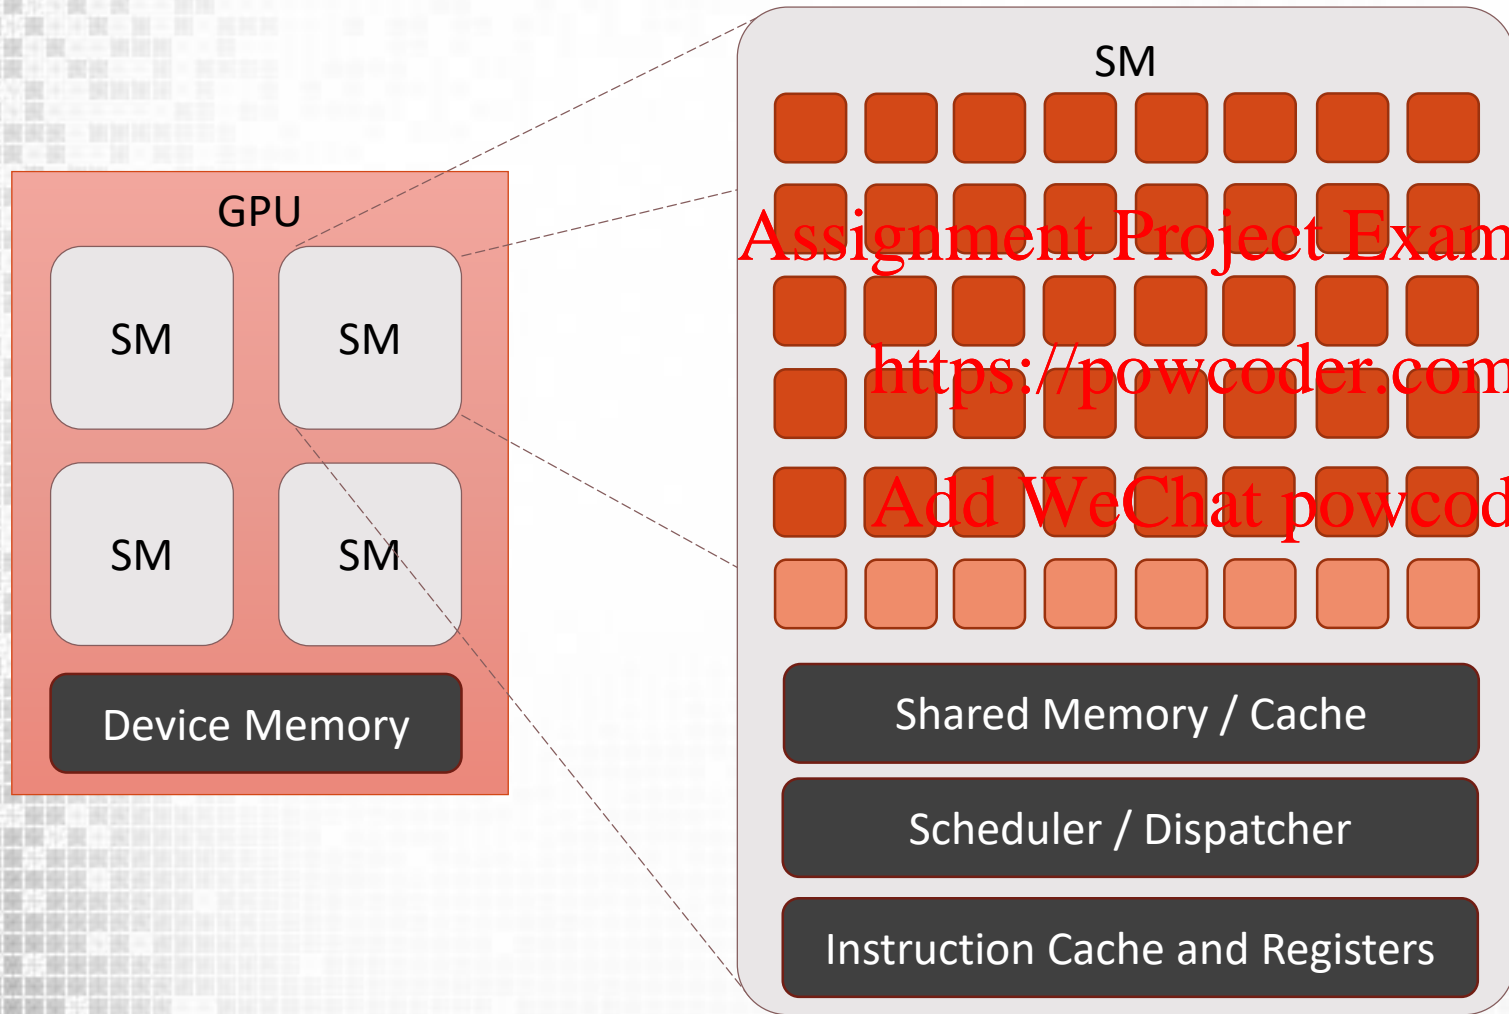 GPU
SM
SM
SM
SM
Device Memory
SM
Assignment Project Exam
https://powcoder.com
Add WeChat powcod
Shared Memory / Cache
Scheduler / Dispatcher
Instruction Cache and Registers